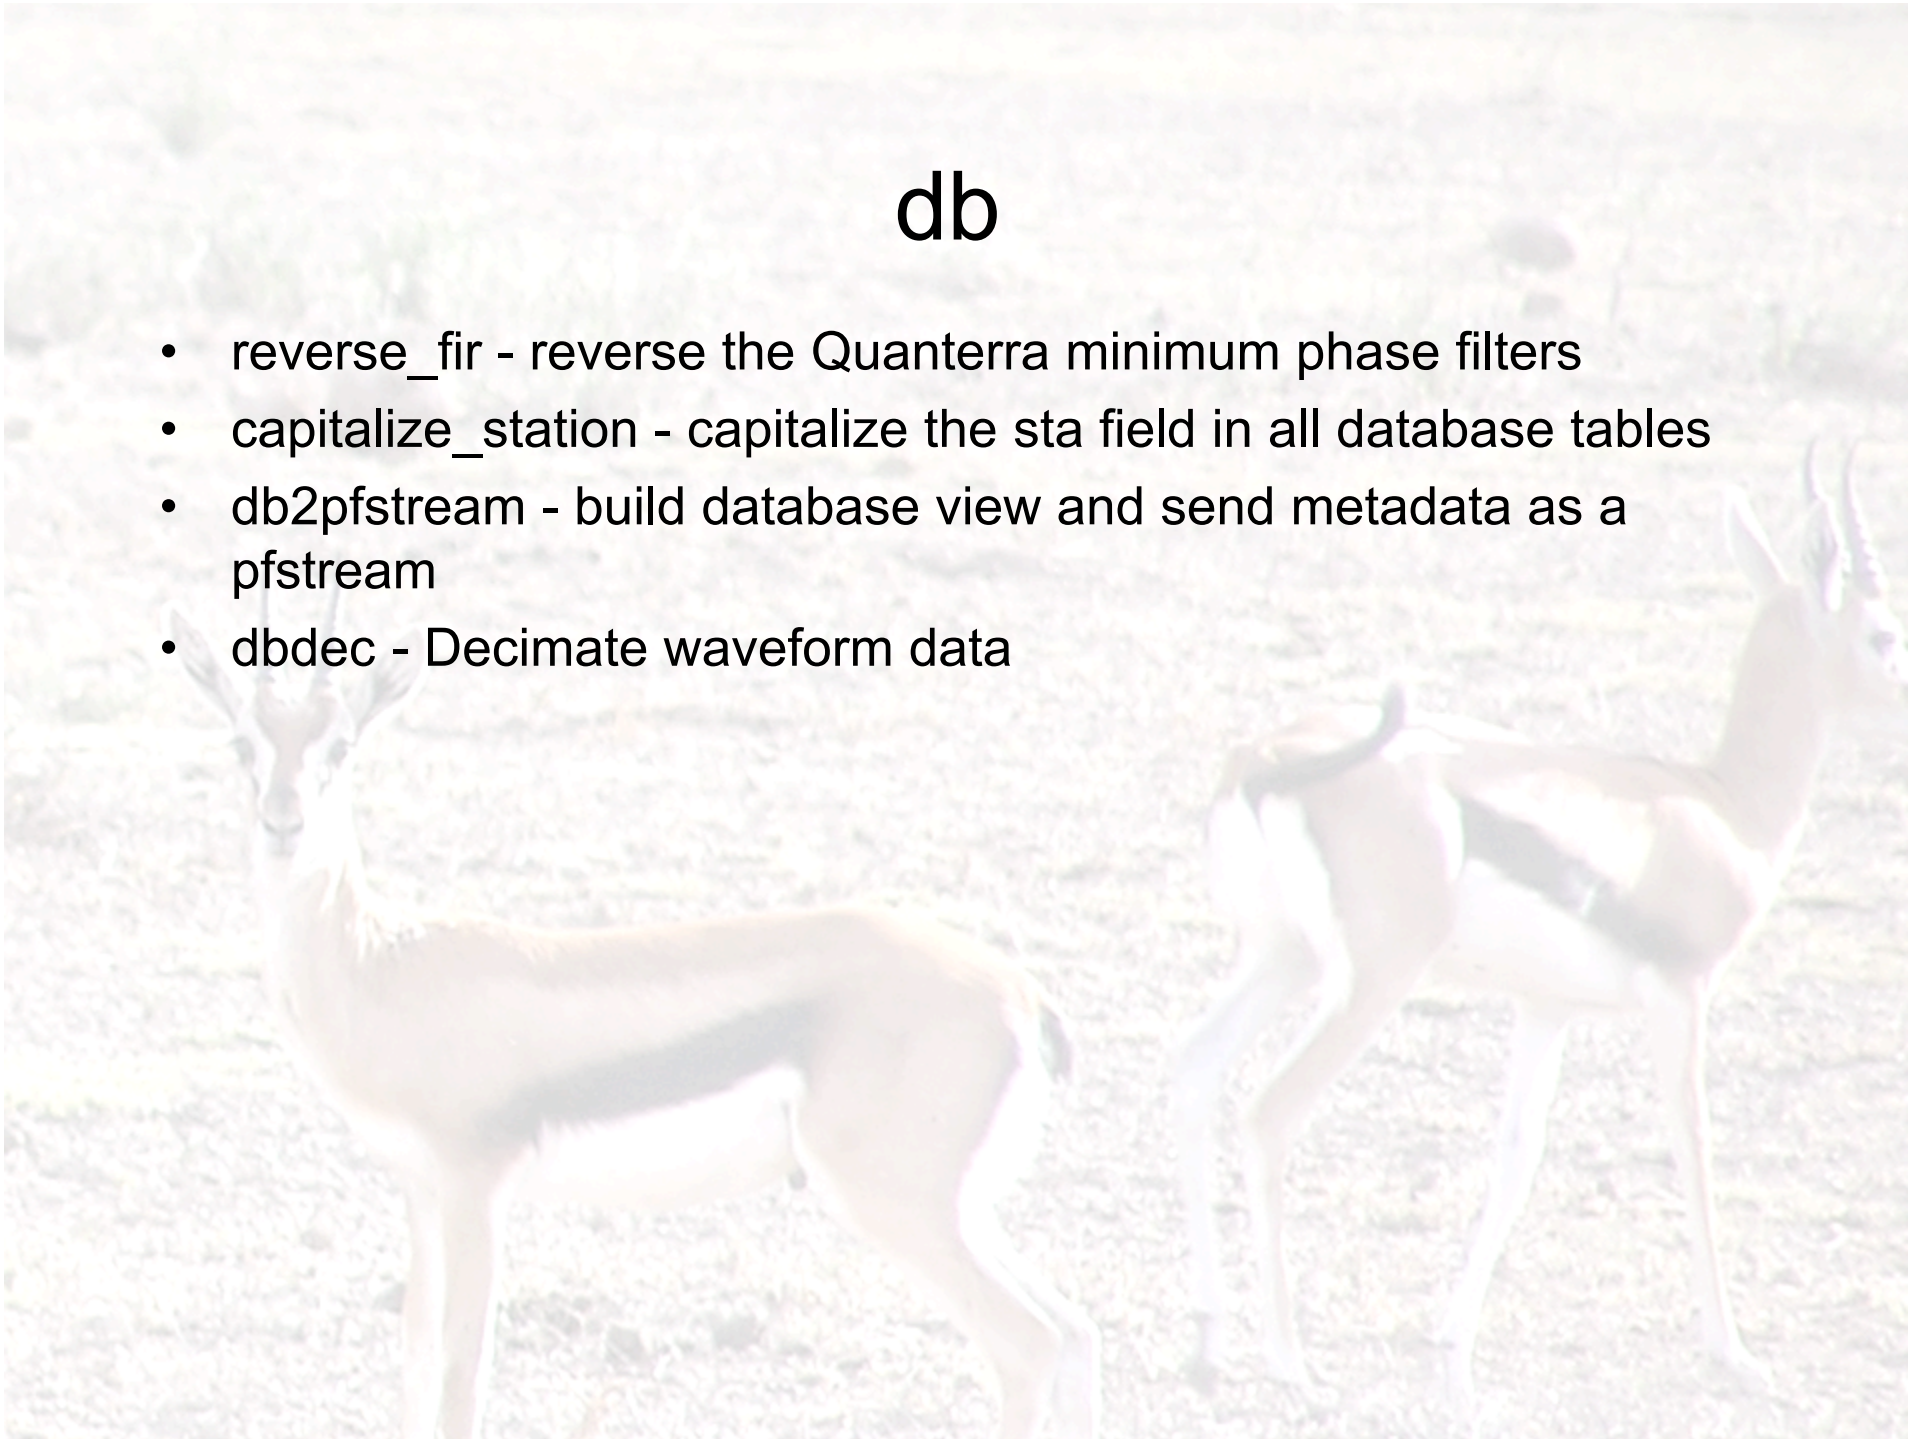 db
• reverse_fir - reverse the Quanterra minimum phase filters
• capitalize_station - capitalize the sta field in all database tables
• db2pfstream - build database view and send metadata as a
pfstream
• dbdec - Decimate waveform data